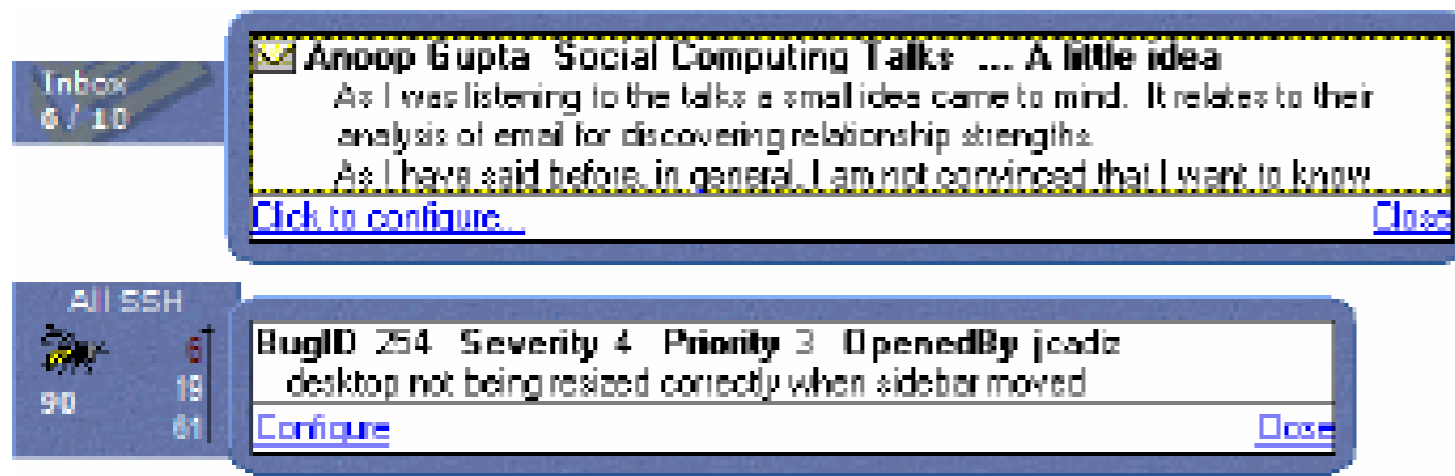 Inbox
6 / 10
Anoop Gupta Social Computing Talks ... A little idea
As I was listening to the talks a small idea came to mind. It relates to their
analysis of email for discovering relationship strengths.
As I have said before, in general, I am not convinced that I want to know
Click to configure...
Close
All SSH
6
19
90
61
BugID 254 Severity 4 Priority 3 OpenedBy jcadiz
desktop not being resized correctly when sidebar moved
Configure
Close